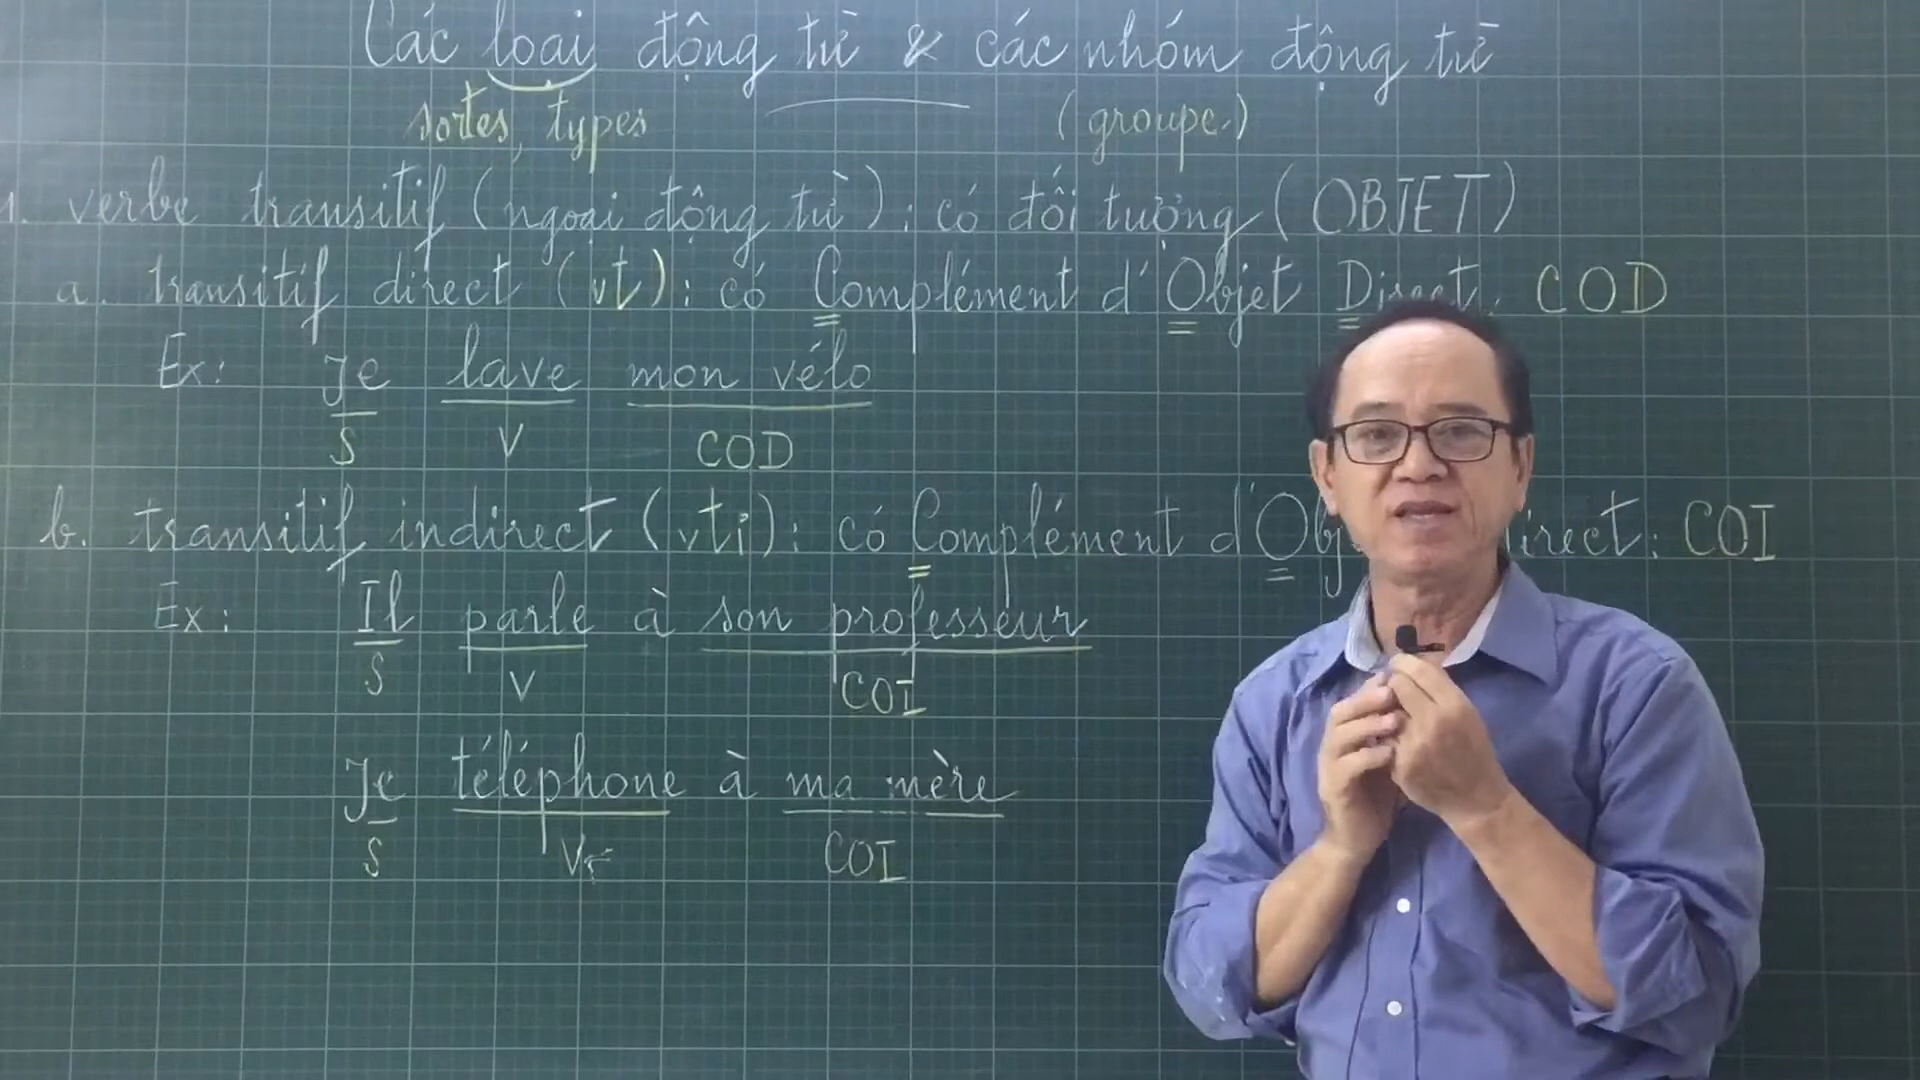 Các loại động từ & các nhóm động từ
sortes, types (groupe)
1. verbe transitif (ngoại động từ) : có đối tượng (OBJET)
a. transitif direct (vt) : có Complément d'Objet Direct : COD
Ex: Je lave mon vélo
S V COD
b. transitif indirect (vti) : có Complément d'Obj irect : COI
Ex: Il parle à son professeur
S V COI
Je téléphone à ma mère
S V COI